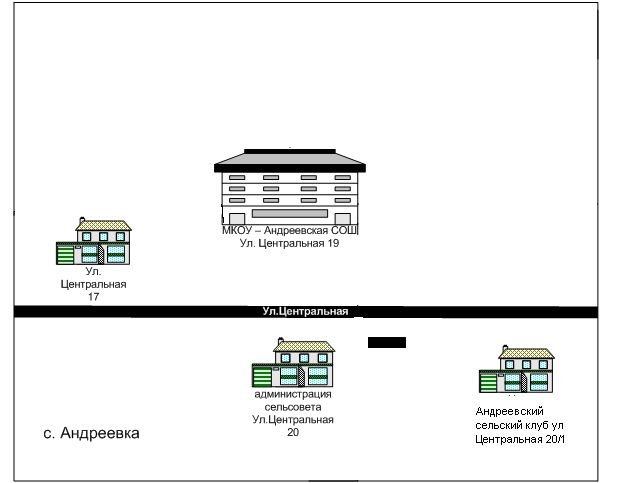 МКОУ – Андреевская СОШ
Ул. Центральная 19
Ул.
Центральная
17
Ул.Центральная
администрация
сельсовета
Ул.Центральная
20
Андреевский
сельский клуб ул
Центральная 20/1
с. Андреевка